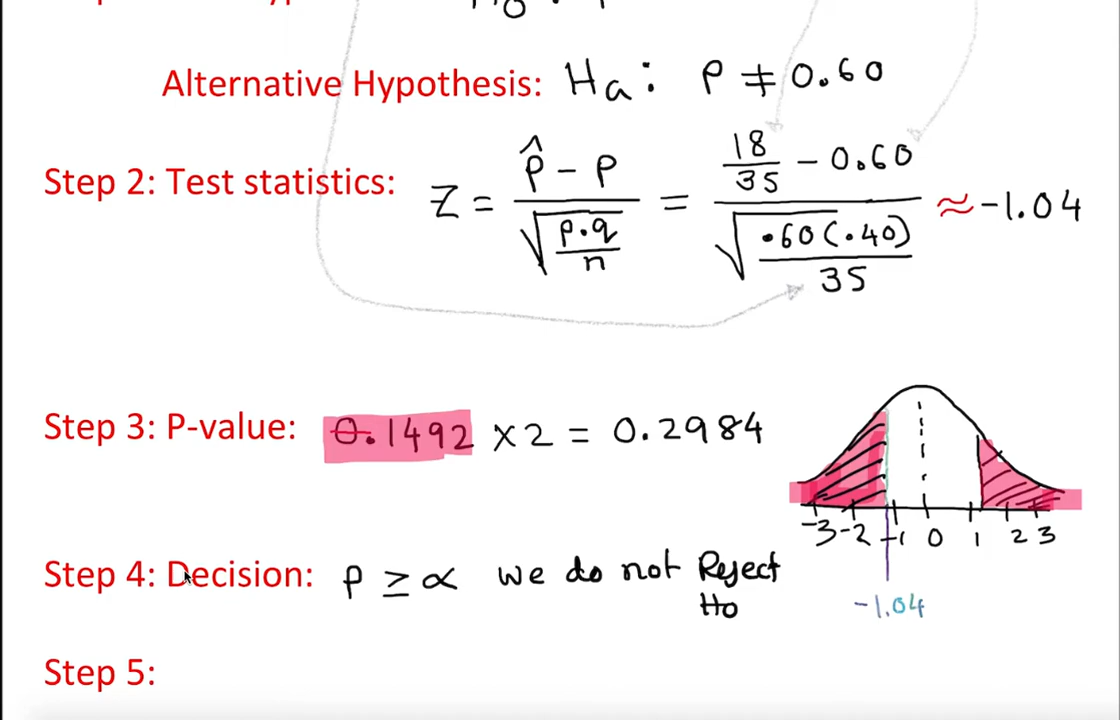 Alternative Hypothesis: Ha: p ≠ 0.60
Step 2: Test statistics: Z = (p̂ - p) / √(p·q / n) = (18/35 - 0.60) / √(.60(.40) / 35) ≈ -1.04
Step 3: P-value: 0.1492 × 2 = 0.2984
-3 -2 -1 0 1 2 3
Step 4: Decision: p ≥ α we do not Reject
Ho
-1.04
Step 5: